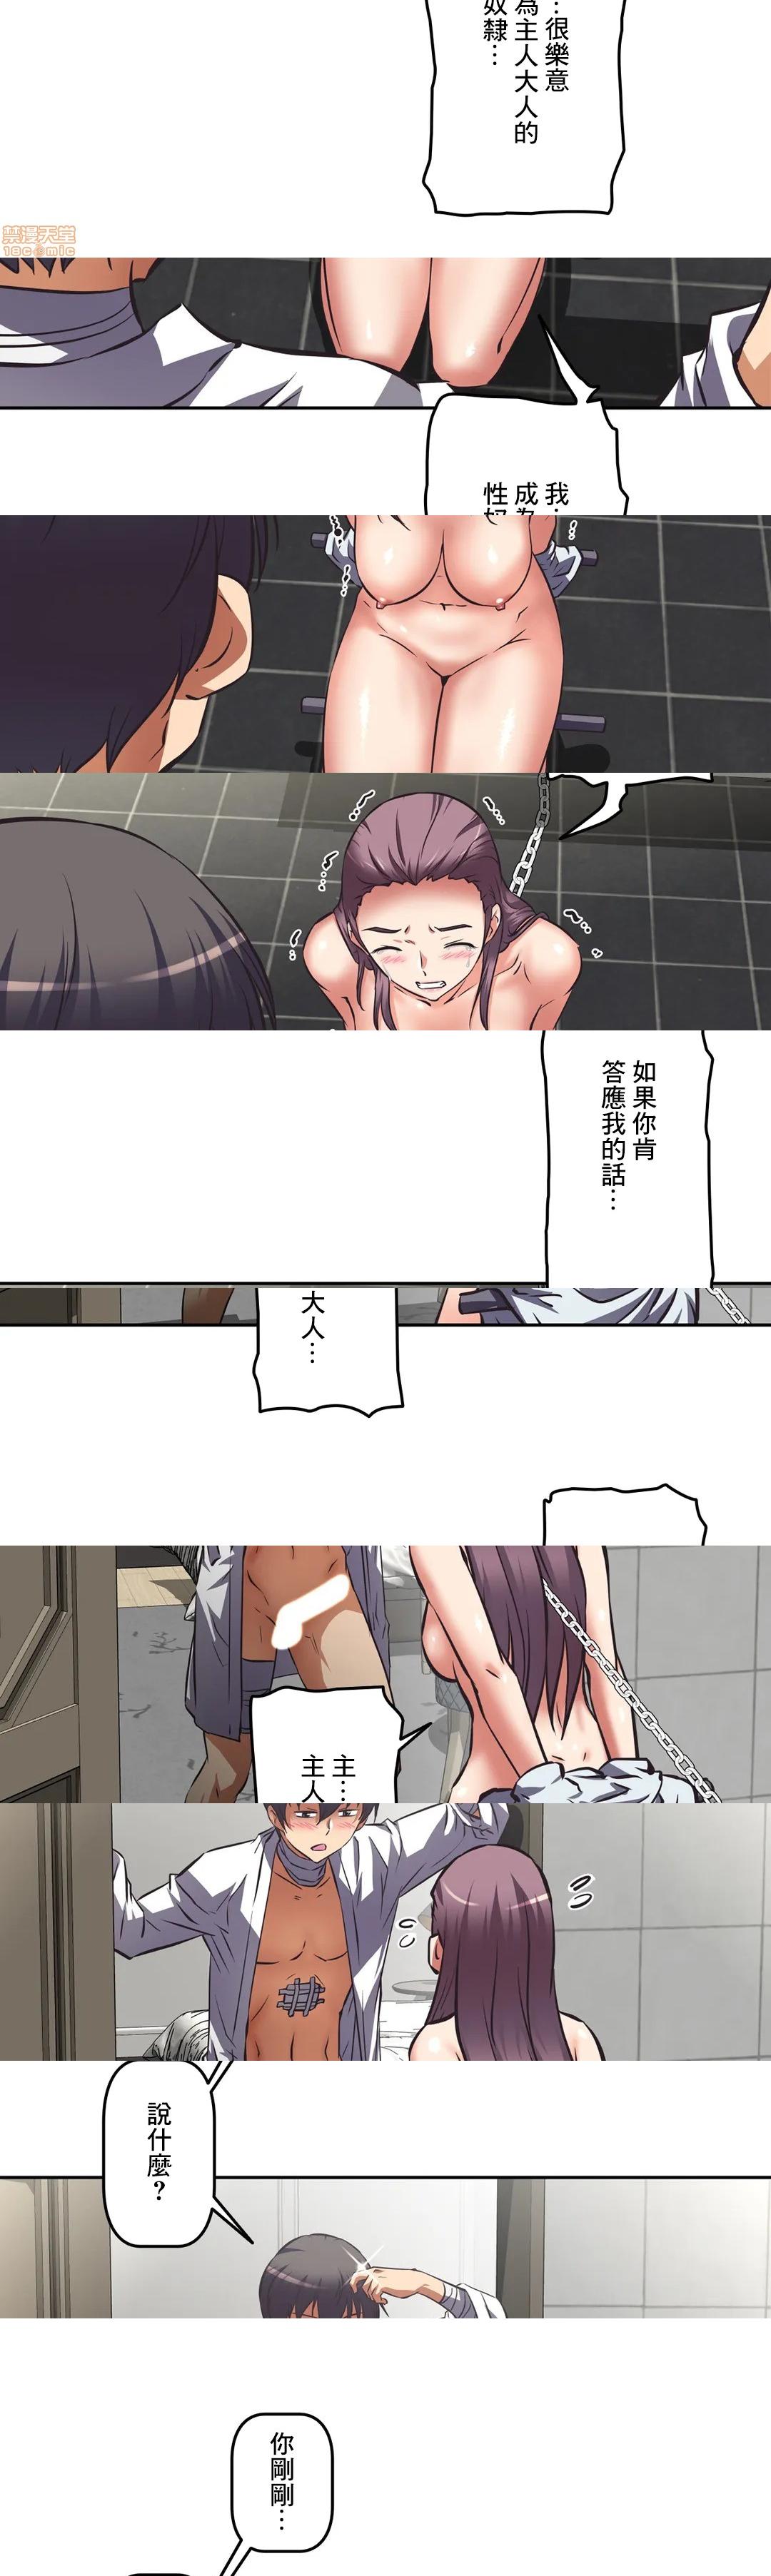 …很樂意
為主人大人的
奴隸…
禁漫天堂
18comic
我…
成為
性奴
如果你肯
答應我的話…
大人…
主…
主人
說什麼?
你剛剛…